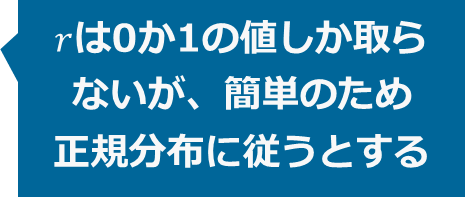 rは0か1の値しか取ら
ないが、簡単のため
正規分布に従うとする